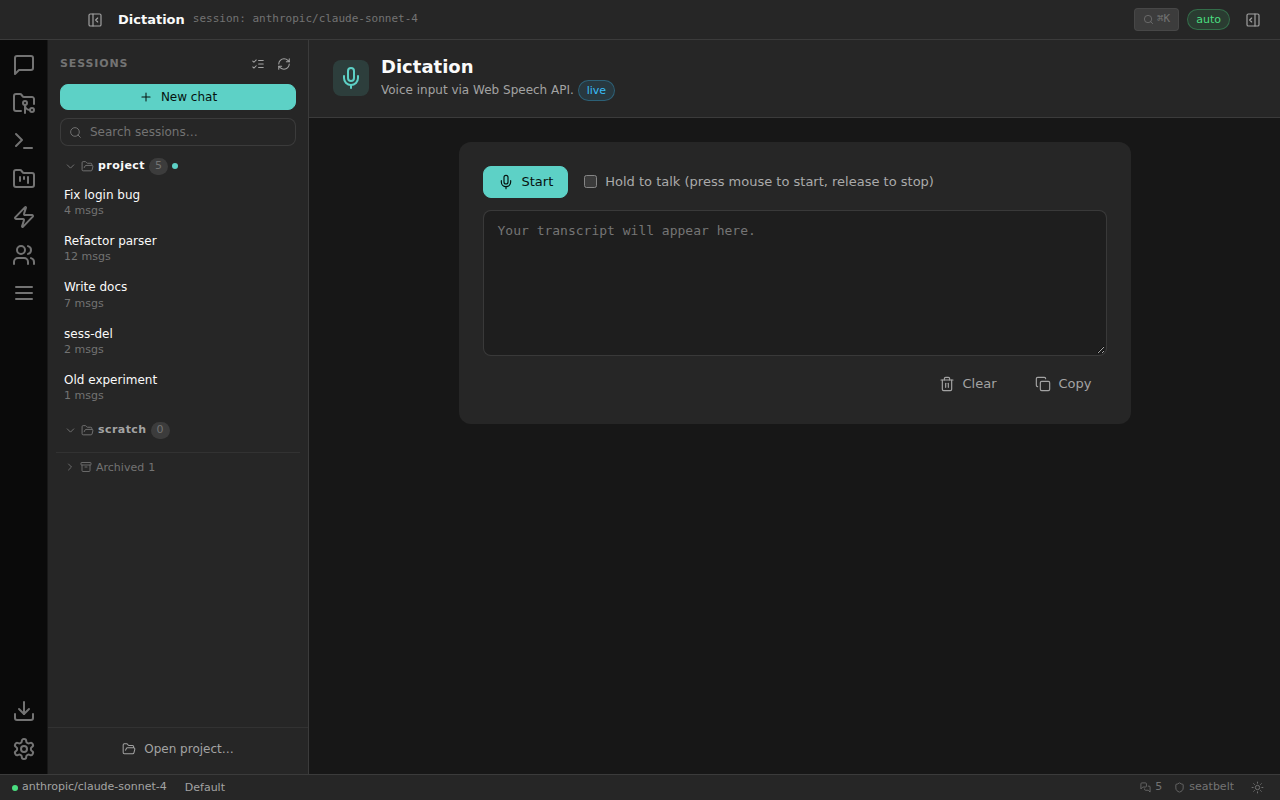 Dictation session: anthropic/claude-sonnet-4
⌘K
auto
SESSIONS
New chat
Search sessions…
project 5
Fix login bug
4 msgs
Refactor parser
12 msgs
Write docs
7 msgs
sess-del
2 msgs
Old experiment
1 msgs
scratch 0
Archived 1
Open project…
Dictation
Voice input via Web Speech API. live
Start
Hold to talk (press mouse to start, release to stop)
Your transcript will appear here.
Clear
Copy
anthropic/claude-sonnet-4 Default
5 seatbelt